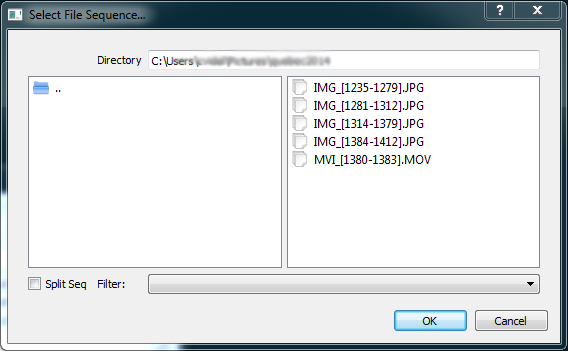 Select File Sequence...
Directory C:\Users\
..
IMG_[1235-1279].JPG
IMG_[1281-1312].JPG
IMG_[1314-1379].JPG
IMG_[1384-1412].JPG
MVI_[1380-1383].MOV
Split Seq Filter:
OK Cancel